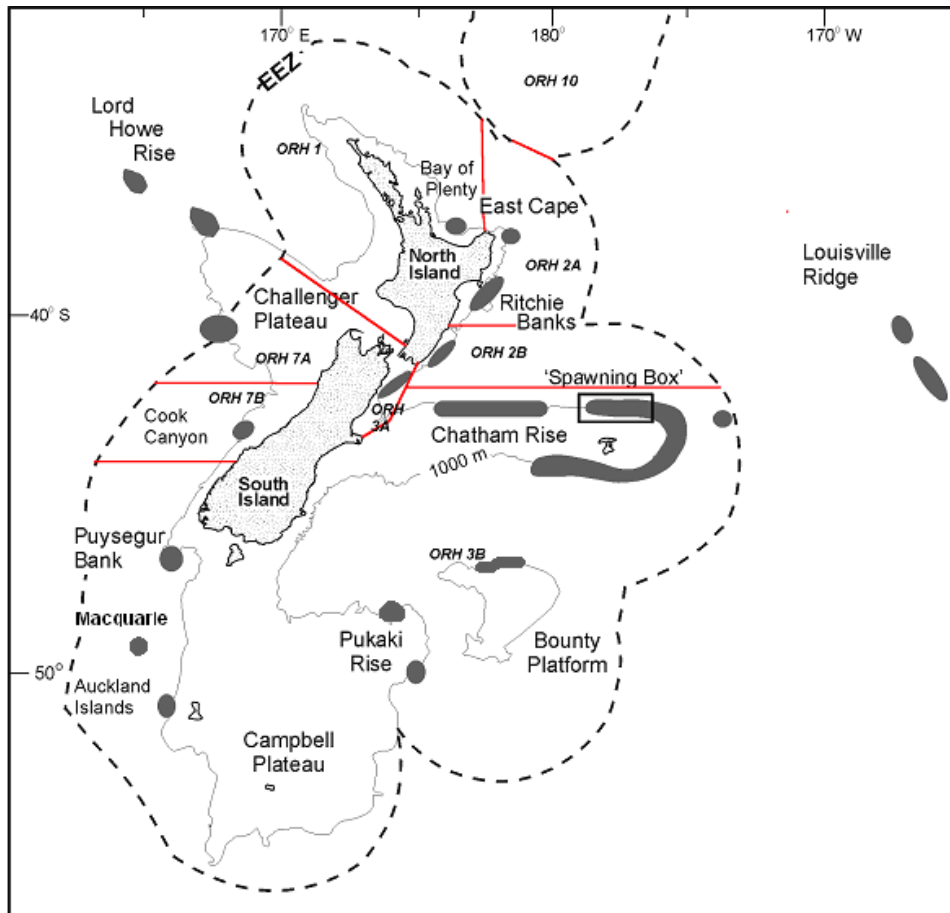 170° E
180°
170° W
EEZ
ORH 10
Lord
Howe
Rise
ORH 1
Bay of
Plenty
East Cape
North
Island
ORH 2A
Louisville
Ridge
Ritchie
Banks
40° S
Challenger
Plateau
ORH 7A
ORH 2B
'Spawning Box'
ORH 7B
ORH
3A
Cook
Canyon
Chatham Rise
1000 m
South
Island
Puysegur
Bank
ORH 3B
Macquarie
Pukaki
Rise
Bounty
Platform
50°
Auckland
Islands
Campbell
Plateau